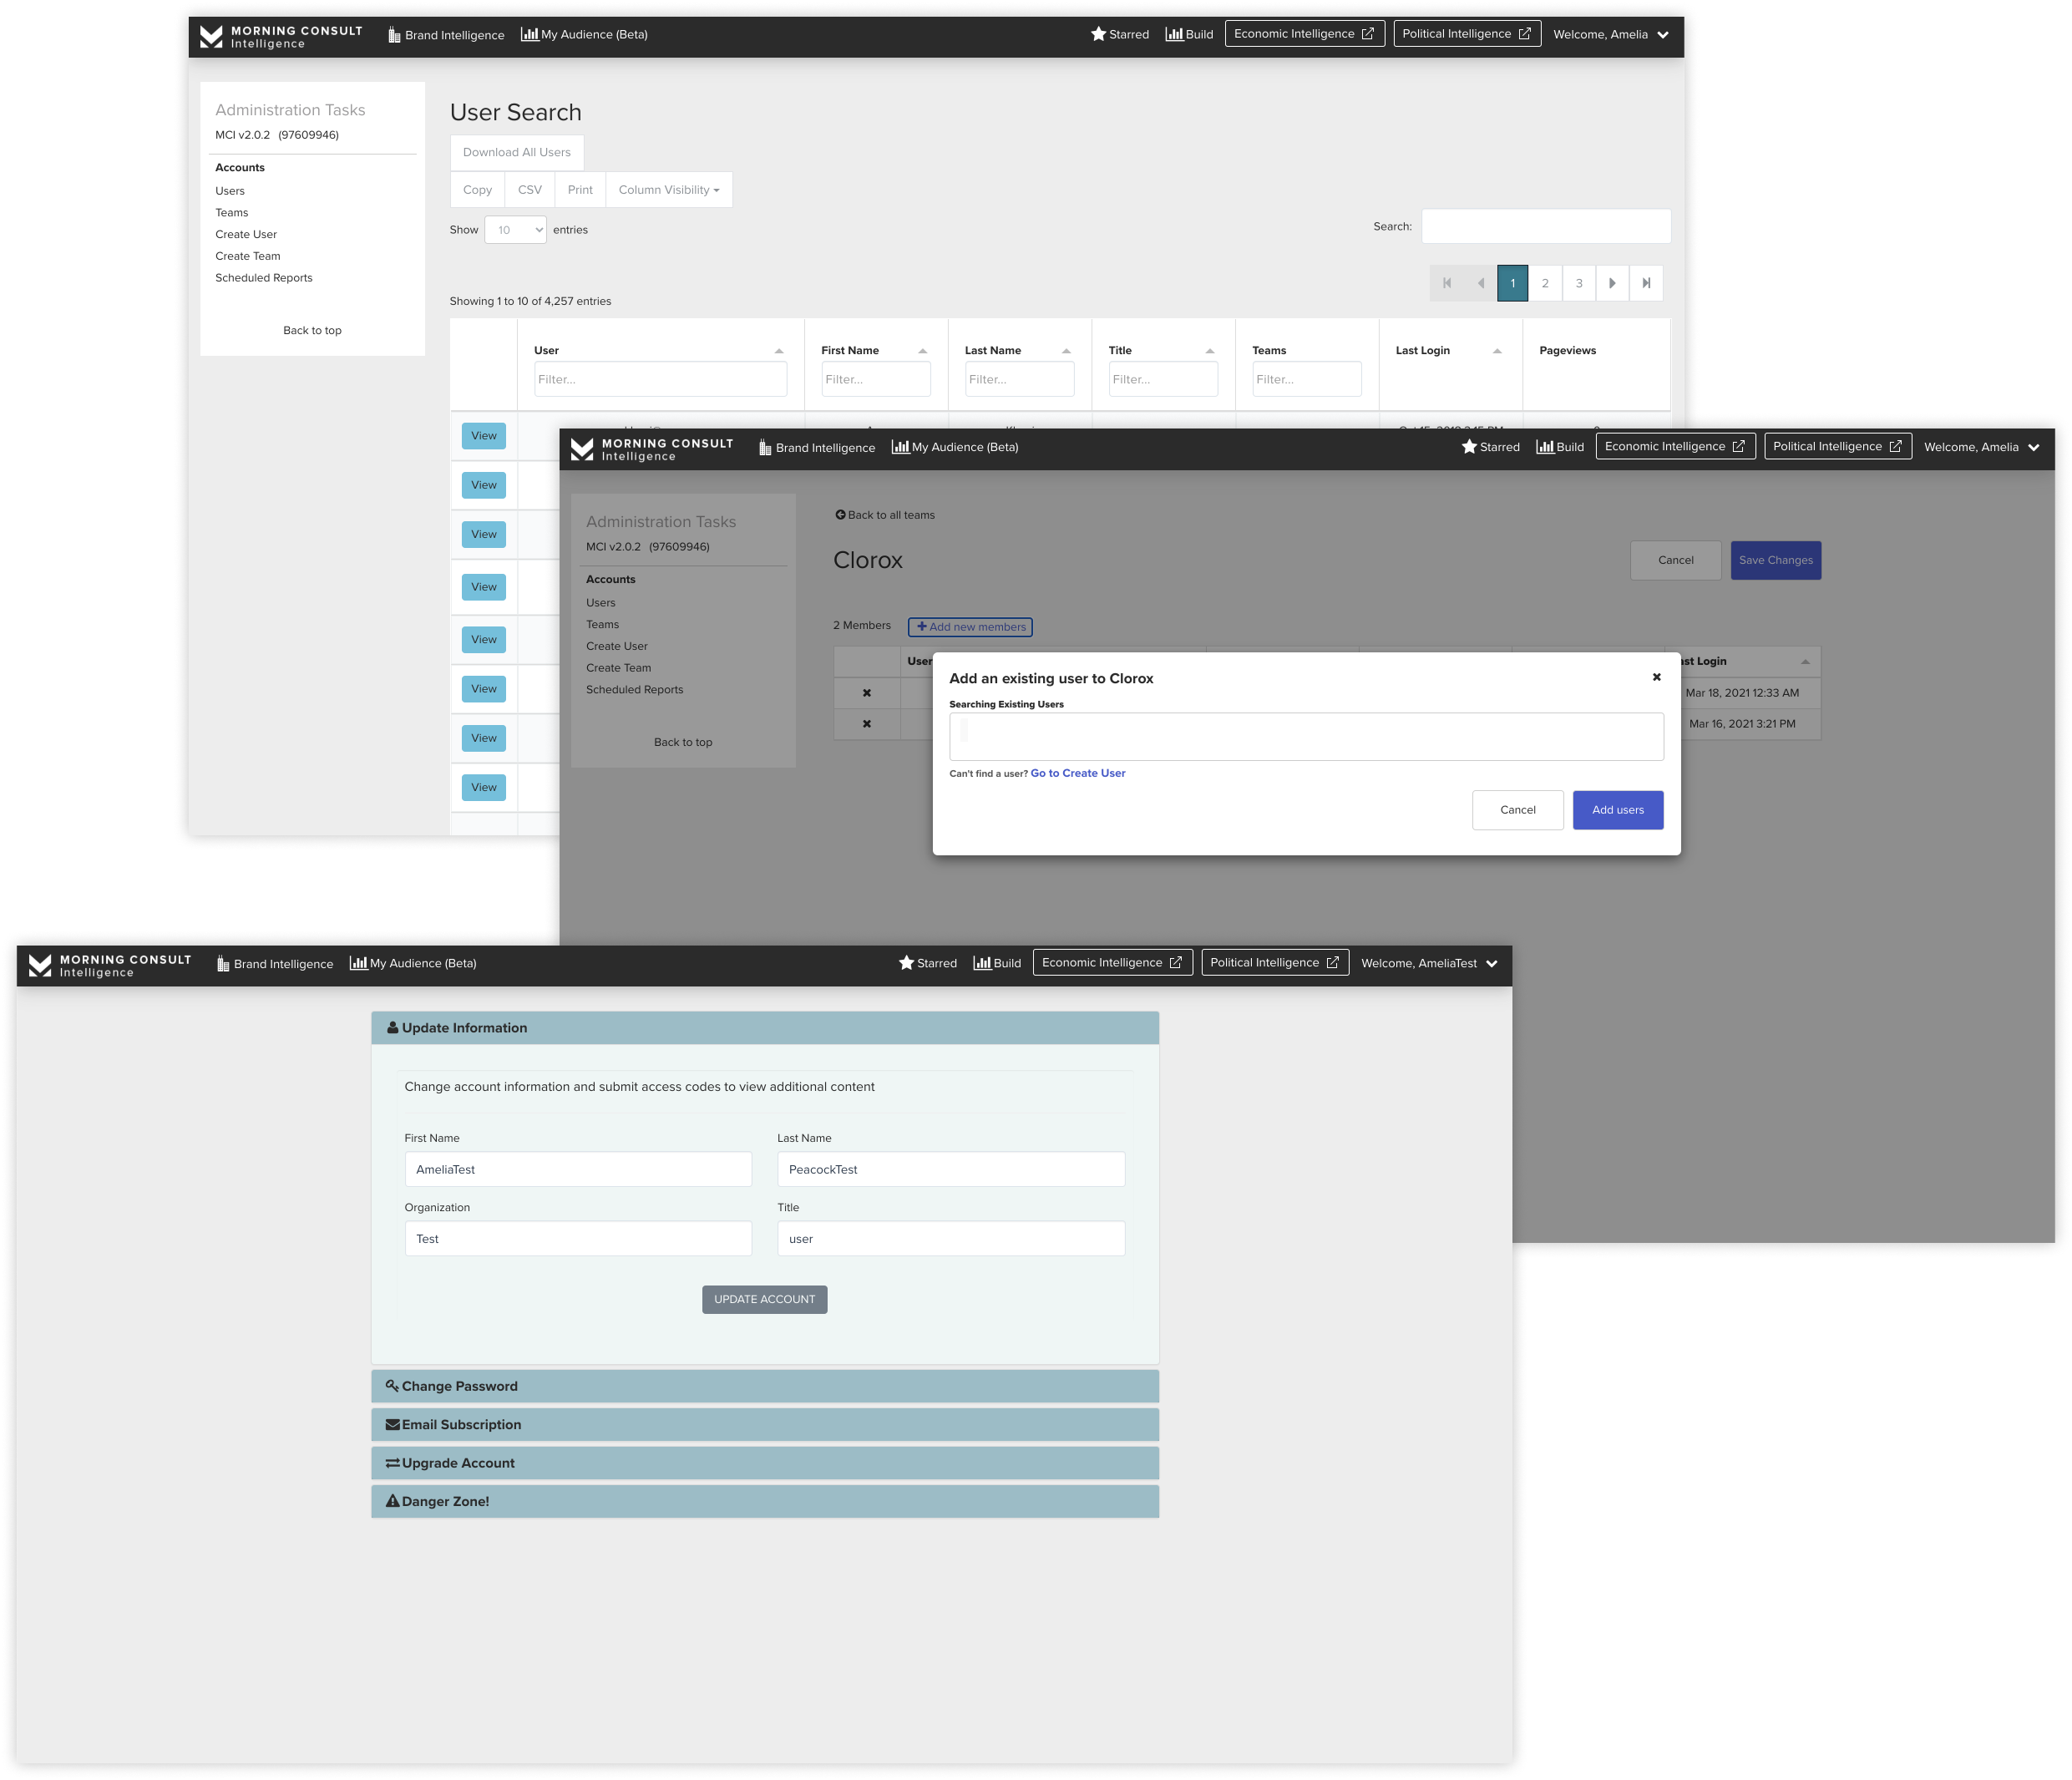 MORNING CONSULT
Intelligence
Brand Intelligence
My Audience (Beta)
Starred
Build
Economic Intelligence
Political Intelligence
Welcome, Amelia
Administration Tasks
MCI v2.0.2 (97609946)
Accounts
Users
Teams
Create User
Create Team
Scheduled Reports
Back to top
User Search
Download All Users
Copy CSV Print Column Visibility
Show 10 entries
Search:
1 2 3
Showing 1 to 10 of 4,257 entries
User First Name Last Name Title Teams Last Login Pageviews
Filter... Filter... Filter... Filter... Filter...
View
View
View
View
View
View
View
View
MORNING CONSULT
Intelligence
Brand Intelligence
My Audience (Beta)
Starred
Build
Economic Intelligence
Political Intelligence
Welcome, Amelia
Administration Tasks
MCI v2.0.2 (97609946)
Accounts
Users
Teams
Create User
Create Team
Scheduled Reports
Back to top
Back to all teams
Clorox
Cancel
Save Changes
2 Members
Add new members
User
Login
Mar 18, 2021 12:33 AM
Mar 16, 2021 3:21 PM
Add an existing user to Clorox
Searching Existing Users
Can't find a user? Go to Create User
Cancel
Add users
MORNING CONSULT
Intelligence
Brand Intelligence
My Audience (Beta)
Starred
Build
Economic Intelligence
Political Intelligence
Welcome, AmeliaTest
Update Information
Change account information and submit access codes to view additional content
First Name
AmeliaTest
Last Name
PeacockTest
Organization
Test
Title
user
UPDATE ACCOUNT
Change Password
Email Subscription
Upgrade Account
Danger Zone!